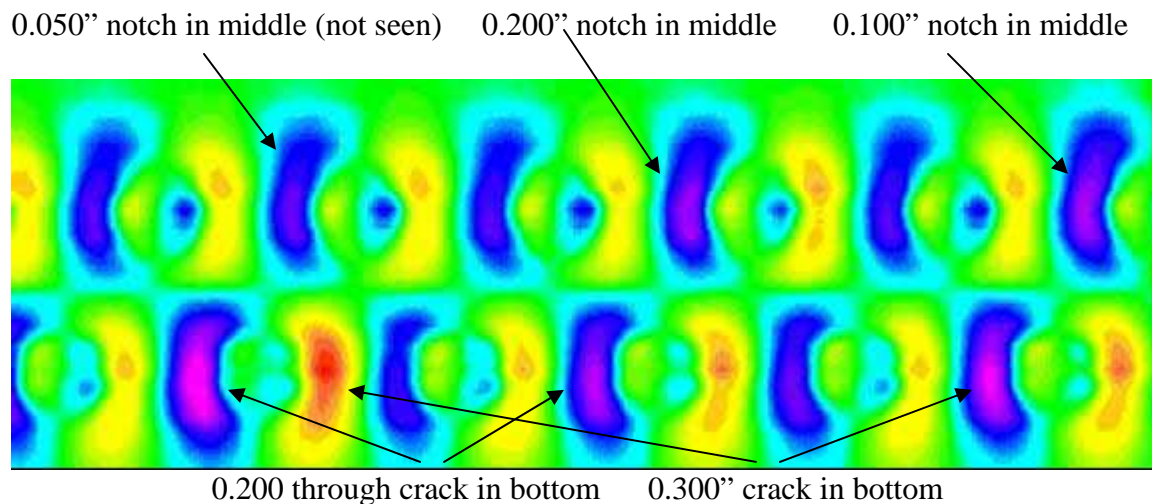 0.050” notch in middle (not seen) 0.200” notch in middle 0.100” notch in middle
0.200 through crack in bottom 0.300” crack in bottom